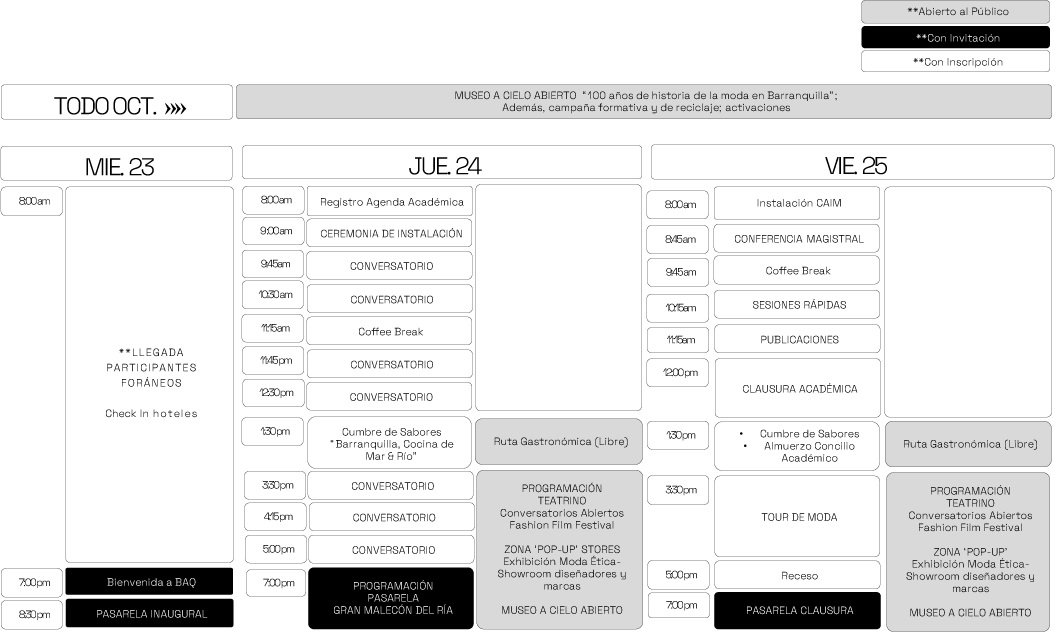 **Abierto al Público
**Con Invitación
**Con Inscripción
TODO OCT. »»
MUSEO A CIELO ABIERTO "100 años de historia de la moda en Barranquilla";
Además, campaña formativa y de reciclaje; activaciones
MIE. 23
8:00am
**LLEGADA
PARTICIPANTES
FORÁNEOS
Check In hoteles
7:00pm
Bienvenida a BAQ
8:30pm
PASARELA INAUGURAL
JUE. 24
8:00am
Registro Agenda Académica
9:00am
CEREMONIA DE INSTALACIÓN
9:45am
CONVERSATORIO
10:30am
CONVERSATORIO
11:15am
Coffee Break
11:45pm
CONVERSATORIO
12:30pm
CONVERSATORIO
1:30pm
Cumbre de Sabores
"Barranquilla, Cocina de
Mar & Río"
Ruta Gastronómica (Libre)
3:30pm
CONVERSATORIO
4:15pm
CONVERSATORIO
5:00pm
CONVERSATORIO
7:00pm
PROGRAMACIÓN
PASARELA
GRAN MALECÓN DEL RÍA
PROGRAMACIÓN
TEATRINO
Conversatorios Abiertos
Fashion Film Festival
ZONA 'POP-UP' STORES
Exhibición Moda Ética-
Showroom diseñadores y
marcas
MUSEO A CIELO ABIERTO
VIE. 25
8:00am
Instalación CAIM
8:45am
CONFERENCIA MAGISTRAL
9:45am
Coffee Break
10:15am
SESIONES RÁPIDAS
11:15am
PUBLICACIONES
12:00pm
CLAUSURA ACADÉMICA
1:30pm
• Cumbre de Sabores
• Almuerzo Concilio
Académico
Ruta Gastronómica (Libre)
3:30pm
TOUR DE MODA
5:00pm
Receso
7:00pm
PASARELA CLAUSURA
PROGRAMACIÓN
TEATRINO
Conversatorios Abiertos
Fashion Film Festival
ZONA 'POP-UP'
Exhibición Moda Ética-
Showroom diseñadores y
marcas
MUSEO A CIELO ABIERTO